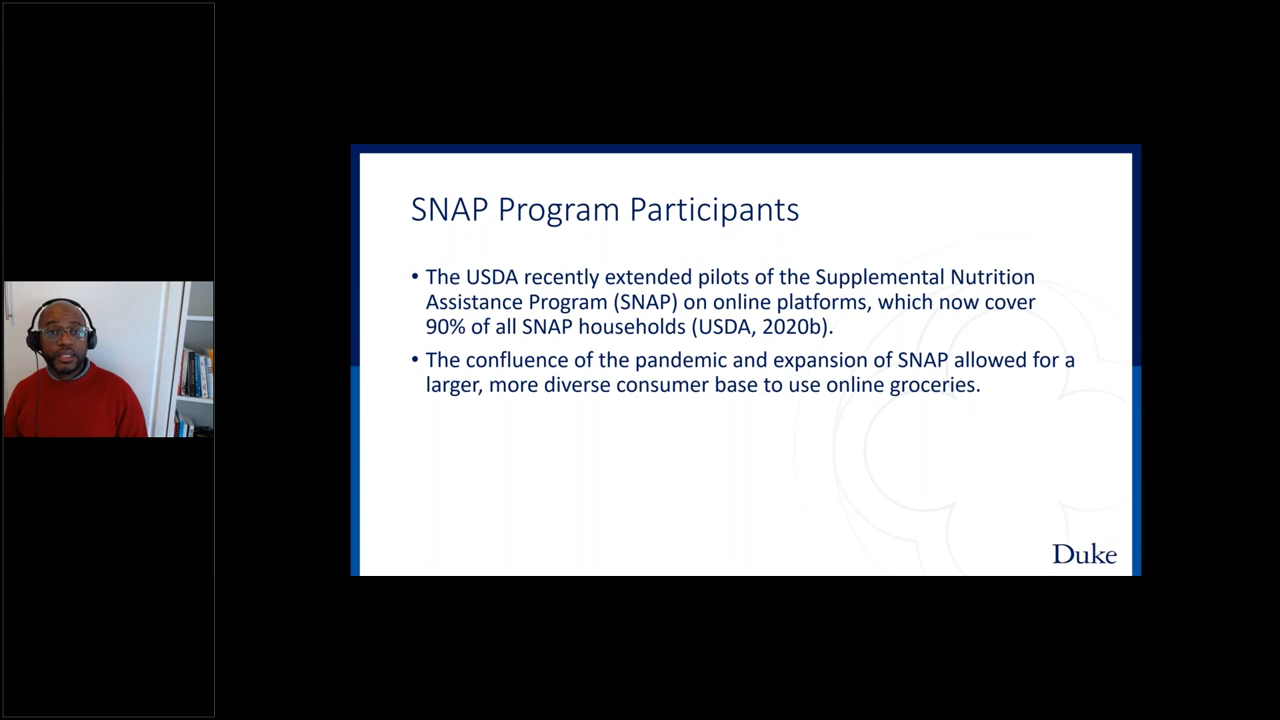 SNAP Program Participants
• The USDA recently extended pilots of the Supplemental Nutrition
Assistance Program (SNAP) on online platforms, which now cover
90% of all SNAP households (USDA, 2020b).
• The confluence of the pandemic and expansion of SNAP allowed for a
larger, more diverse consumer base to use online groceries.
Duke